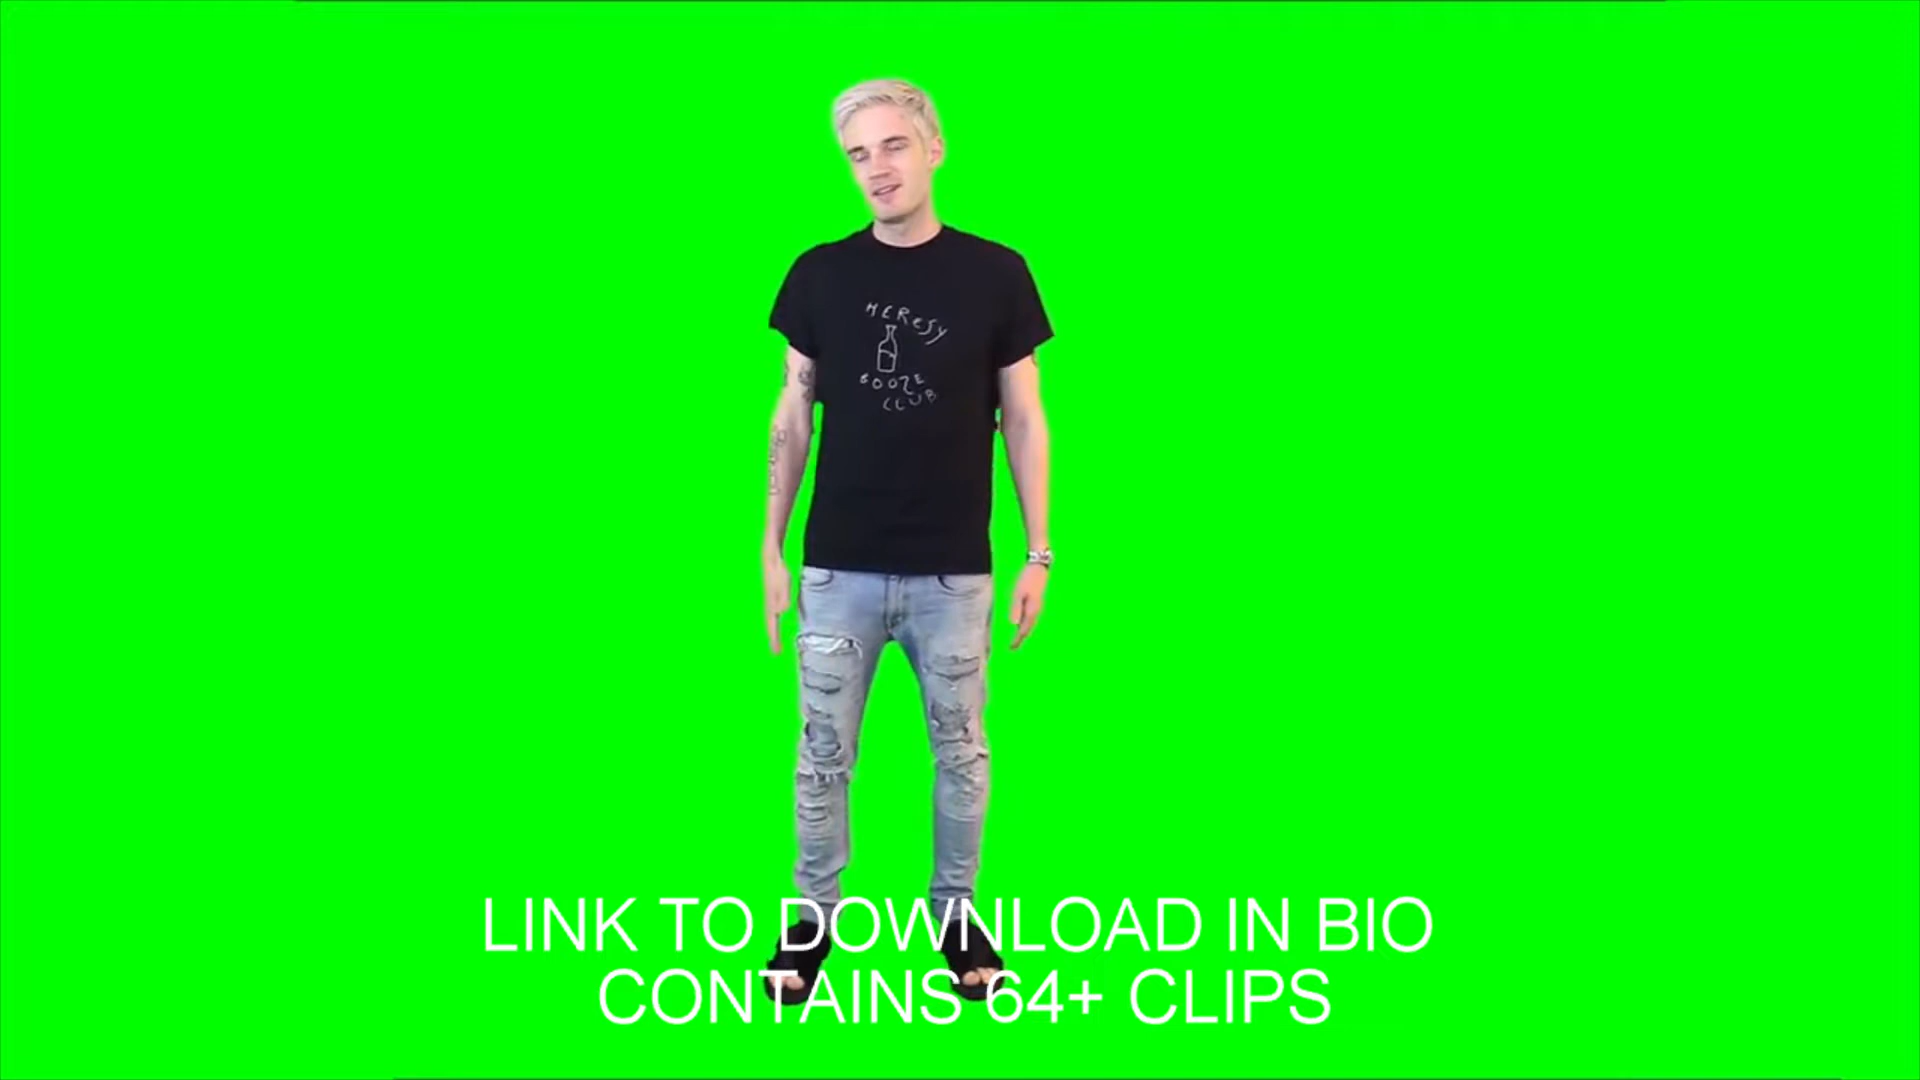 HEReSy
BOOZE
CLUB
LINK TO DOWNLOAD IN BIO
CONTAINS 64+ CLIPS